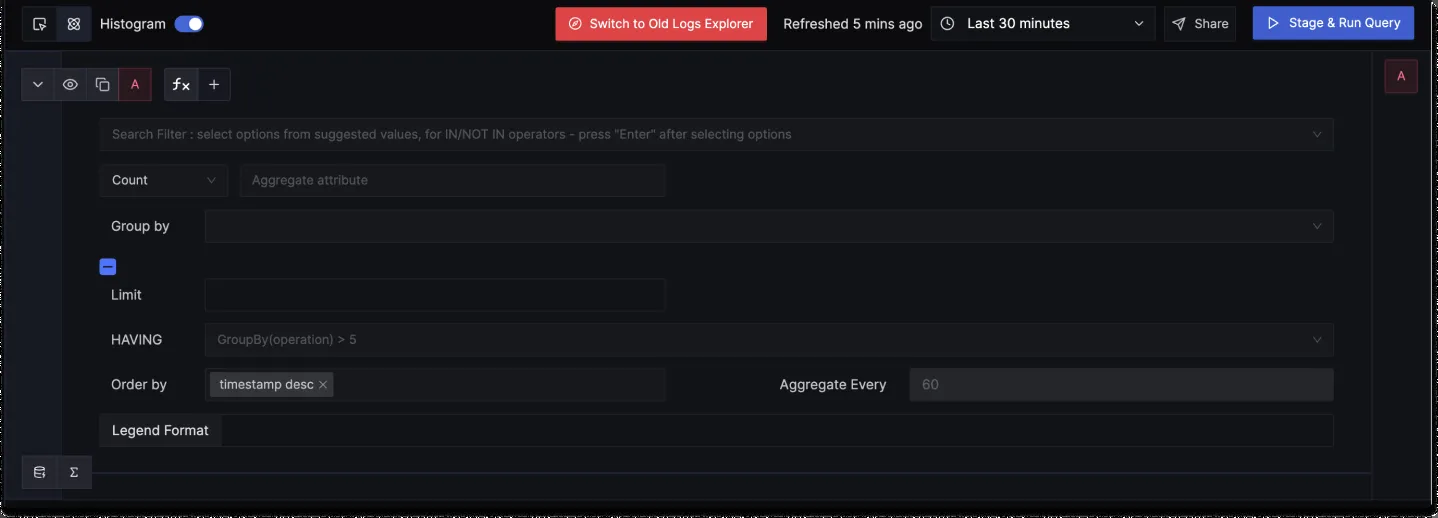 Histogram Switch to Old Logs Explorer Refreshed 5 mins ago Last 30 minutes Share Stage & Run Query
A fx + A
Search Filter : select options from suggested values, for IN/NOT IN operators - press "Enter" after selecting options
Count Aggregate attribute
Group by
Limit
HAVING GroupBy(operation) > 5
Order by timestamp desc Aggregate Every 60
Legend Format
Σ